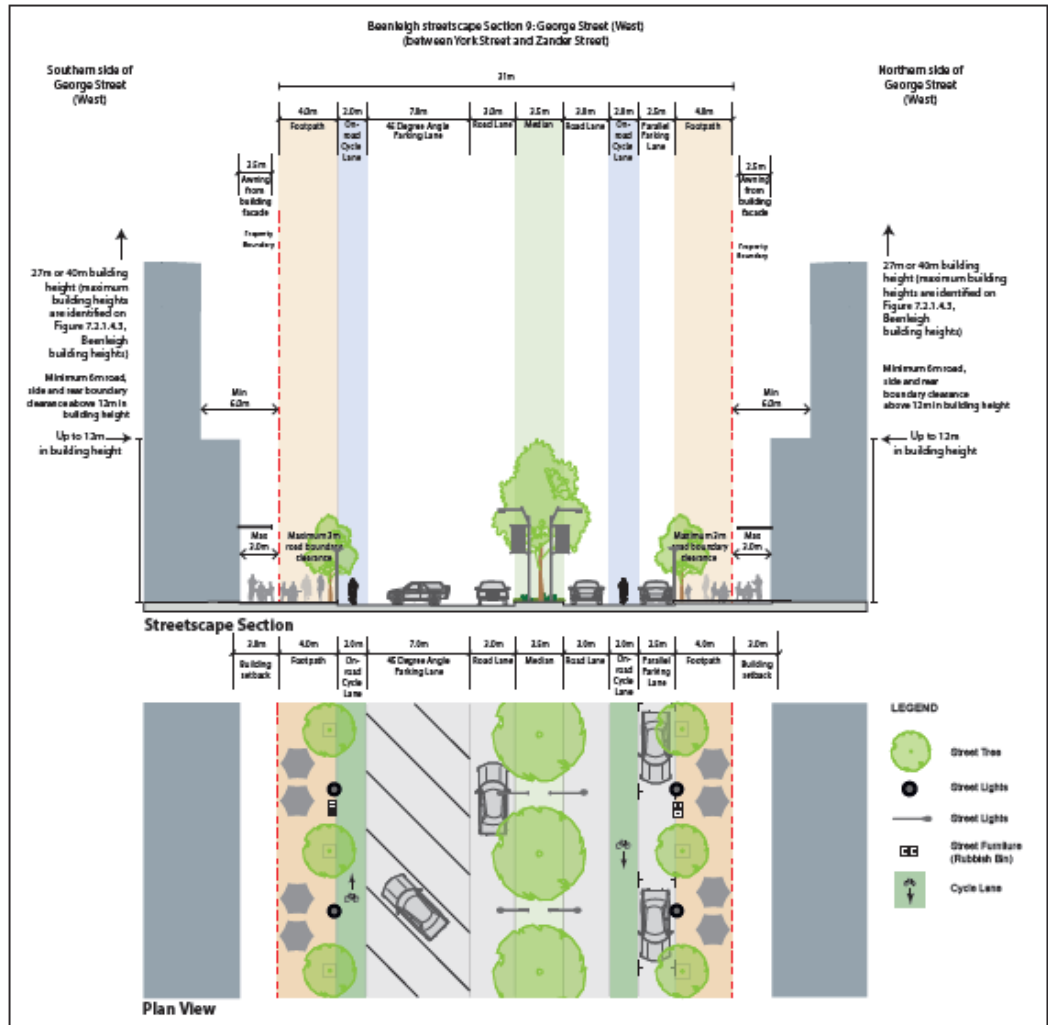 Beenleigh streetscape Section 9: George Street (West)
(between York Street and Zander Street)
Southern side of
George Street
(West)
Northern side of
George Street
(West)
31m
4.0m
2.0m
7.0m
3.0m
3.5m
3.0m
2.0m
2.5m
4.0m
Footpath
On-
road
Cycle
Lane
45 Degree Angle
Parking Lane
Road Lane
Median
Road Lane
On-
road
Cycle
Lane
Parallel
Parking
Lane
Footpath
2.5m
Awning
from
building
facade
Property
Boundary
2.5m
Awning
from
building
facade
Property
Boundary
27m or 40m building
height (maximum
building heights
are identified on
Figure 7.2.1.4.3,
Beenleigh
building heights)
Minimum 6m road,
side and rear boundary
clearance above 12m in
building height
Up to 12m
in building height
Min
6.0m
27m or 40m building
height (maximum building
heights are identified on
Figure 7.2.1.4.3,
Beenleigh
building heights)
Minimum 6m road,
side and rear
boundary clearance
above 12m in building height
Up to 12m
in building height
Min
6.0m
Max
3.0m
Maximum 3m
road boundary
clearance
Maximum 3m
road boundary
clearance
Max
3.0m
Streetscape Section
3.0m
4.0m
2.0m
7.0m
3.0m
3.5m
3.0m
2.0m
2.5m
4.0m
3.0m
Building
setback
Footpath
On-
road
Cycle
Lane
45 Degree Angle
Parking Lane
Road Lane
Median
Road Lane
On-
road
Cycle
Lane
Parallel
Parking
Lane
Footpath
Building
setback
LEGEND
Street Tree
Street Lights
Street Lights
Street Furniture
(Rubbish Bin)
Cycle Lane
Plan View